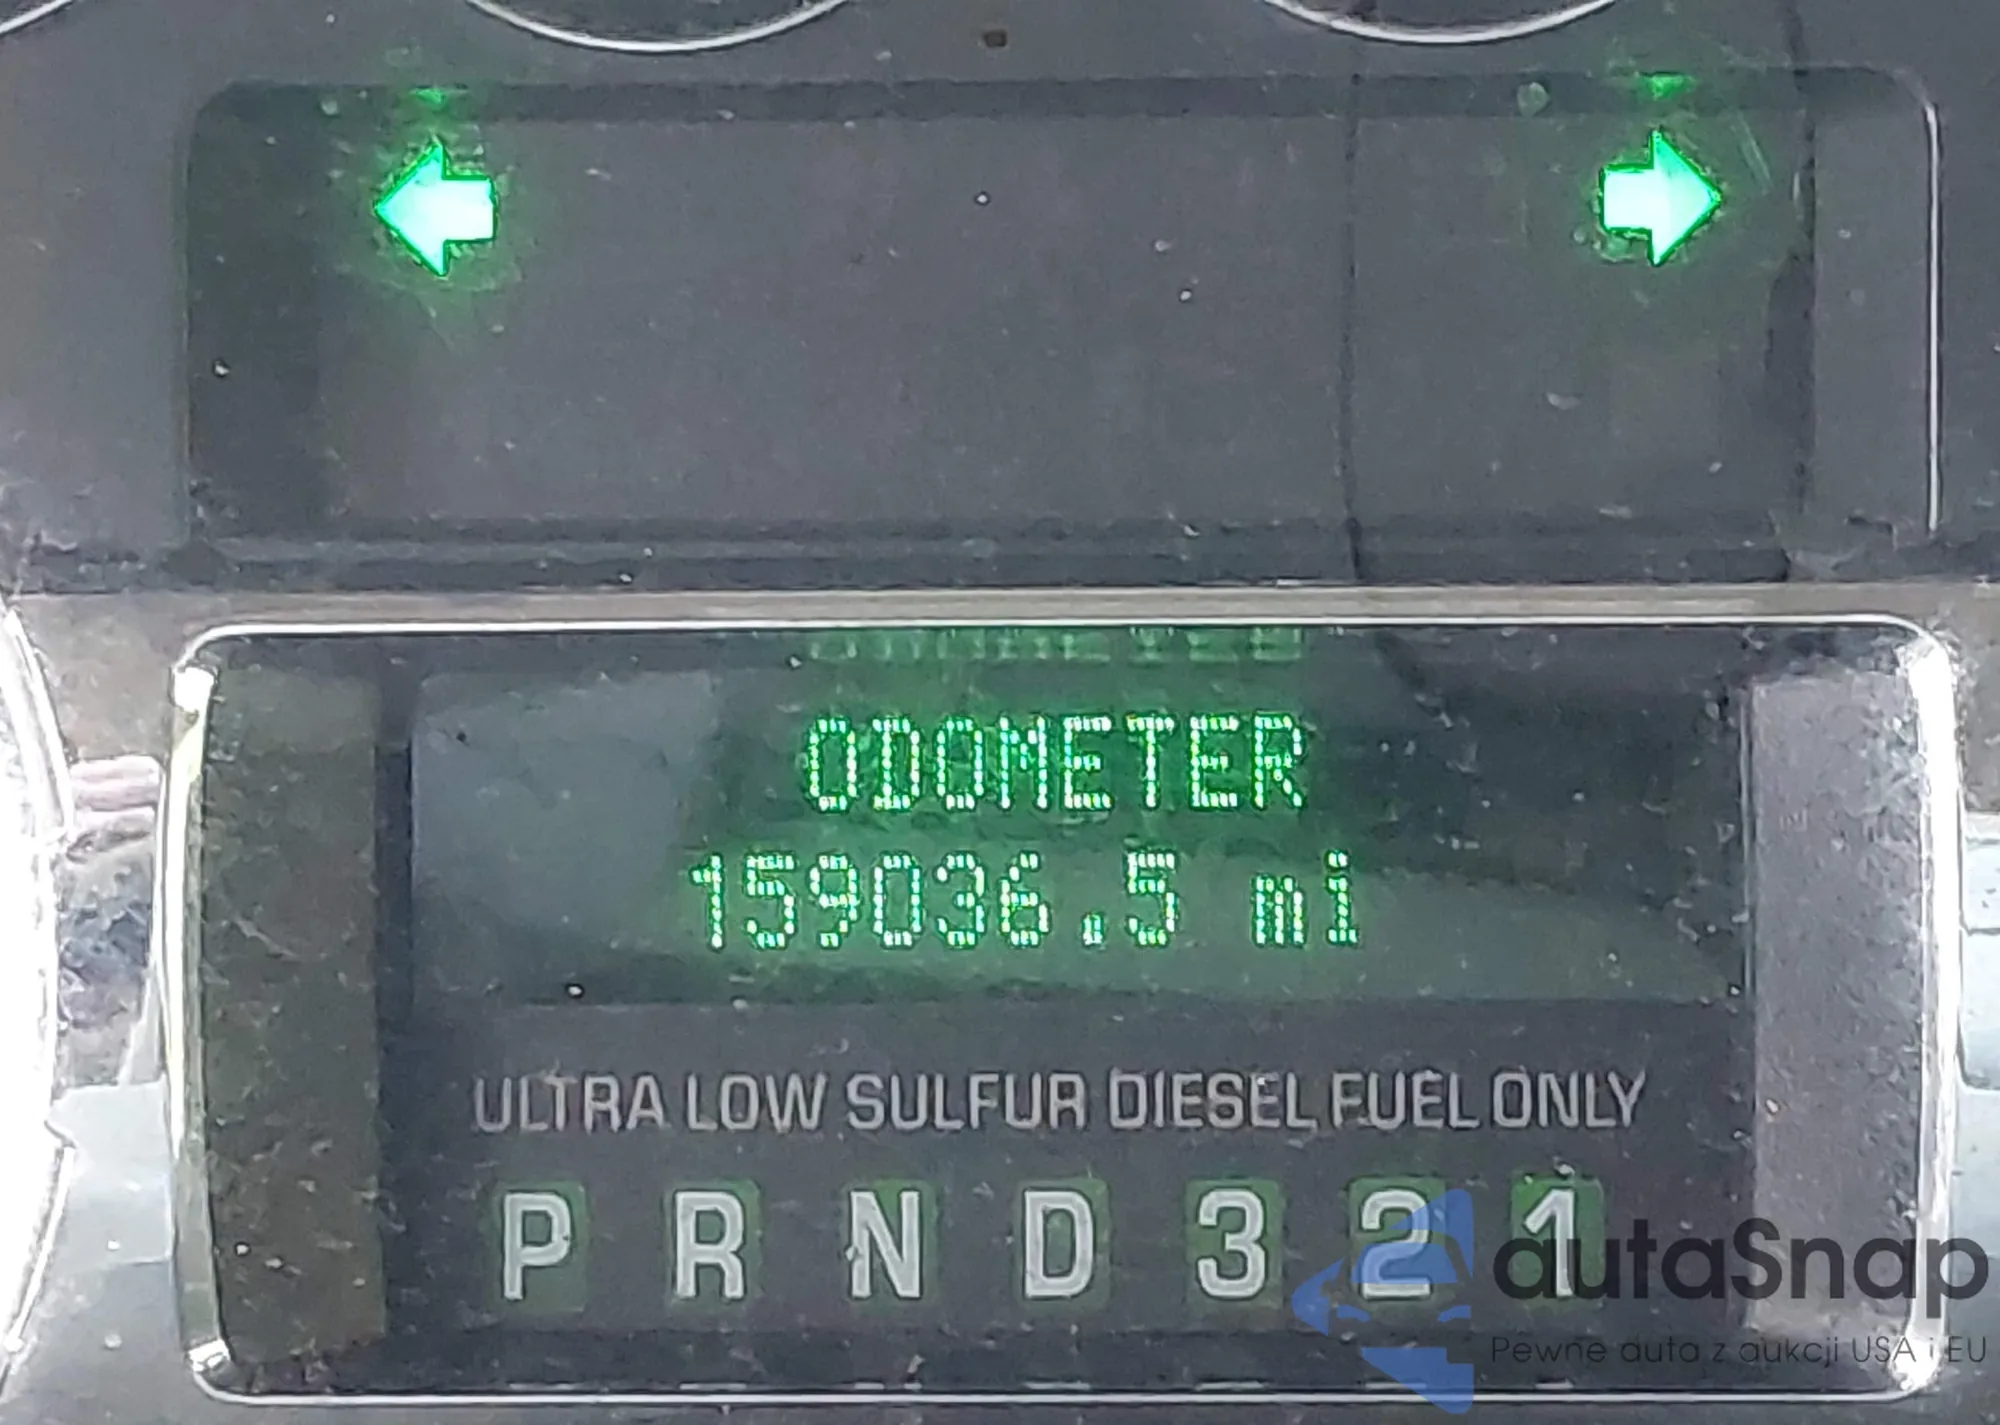 ODOMETER
159036.5 mi
ULTRA LOW SULFUR DIESEL FUEL ONLY
P R N D 3 2 1
autaSnap
Pewne auta z aukcji USA i EU